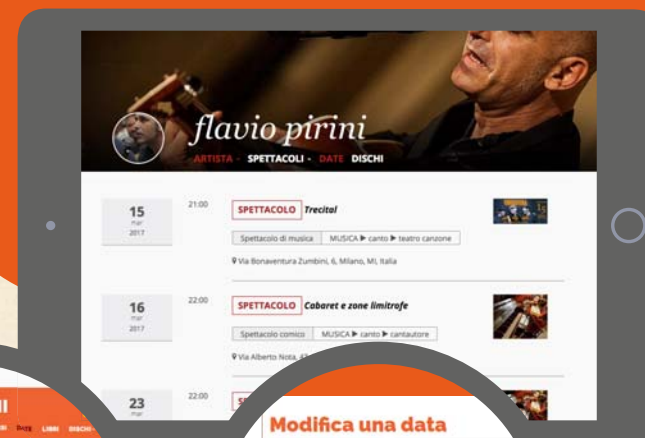 flavio pirini
ARTISTA - SPETTACOLI - DATE DISCHI
15 mar 2017
21:00
SPETTACOLO Trecital
Spettacolo di musica MUSICA ▶ canto ▶ teatro canzone
Via Bonaventura Zumbini, 6, Milano, MI, Italia
16 mar 2017
22:00
SPETTACOLO Cabaret e zone limitrofe
Spettacolo comico MUSICA ▶ canto ▶ cantautore
Via Alberto Nota,
23 mar
22:00
DATE LIBRI DISCHI
Modifica una data